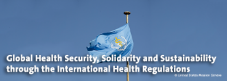 Global Health Security, Solidarity and Sustainability
through the International Health Regulations